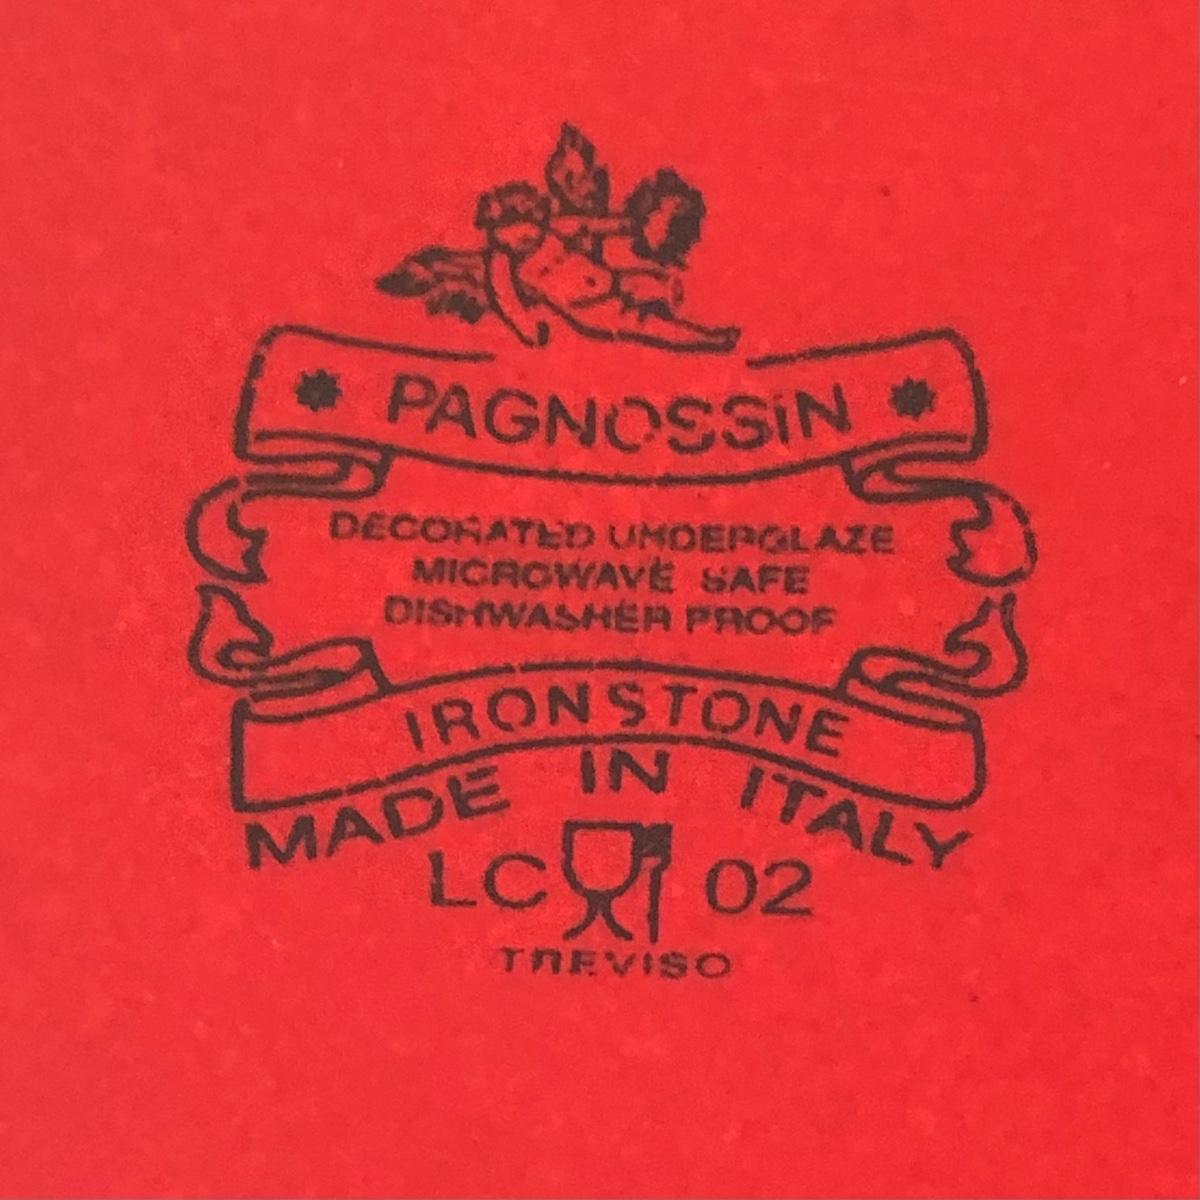 PAGNOSSIN
DECORATED UNDERGLAZE
MICROWAVE SAFE
DISHWASHER PROOF
IRONSTONE
MADE IN ITALY
LC 02
TREVISO